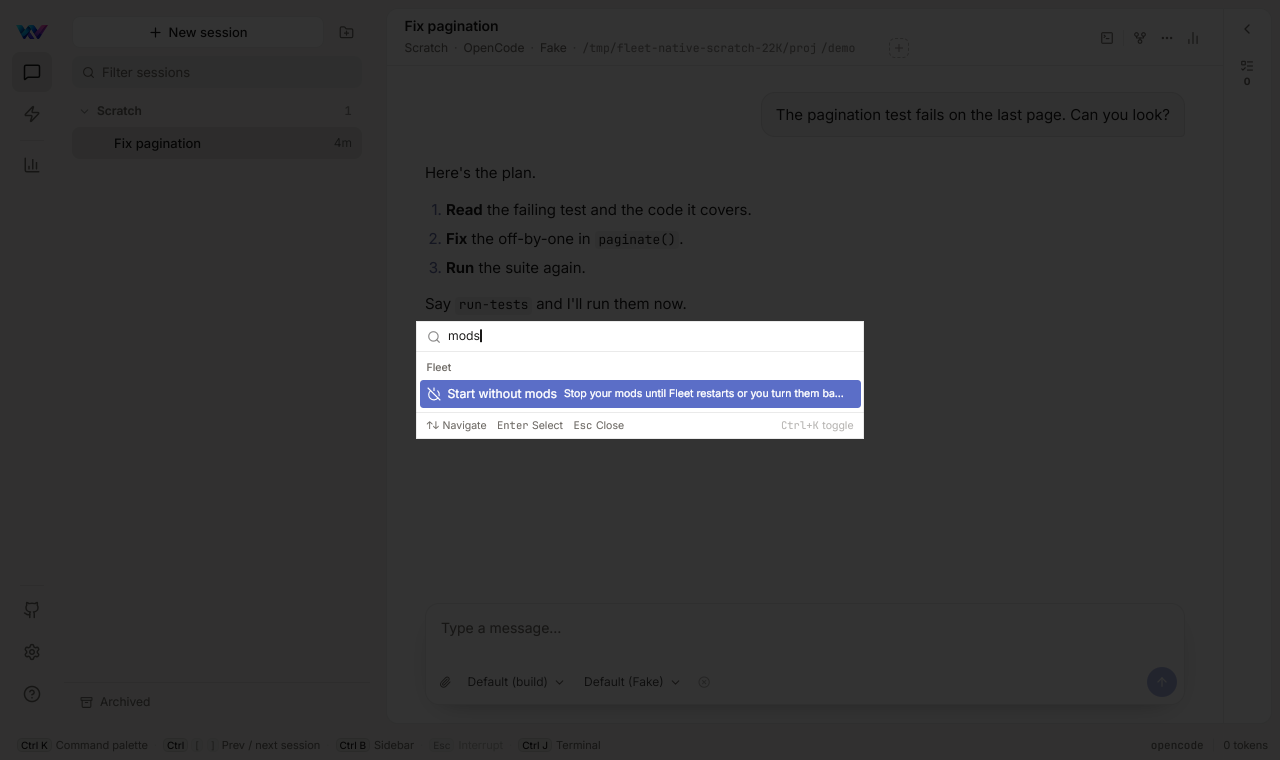 New session
Filter sessions
Scratch 1
Fix pagination 4m
Archived
Fix pagination
Scratch · OpenCode · Fake · /tmp/fleet-native-scratch-22K/proj/demo
0
The pagination test fails on the last page. Can you look?
Here's the plan.
1. Read the failing test and the code it covers.
2. Fix the off-by-one in paginate().
3. Run the suite again.
Say run-tests and I'll run them now.
mods
Fleet
Start without mods Stop your mods until Fleet restarts or you turn them ba...
↑↓ Navigate Enter Select Esc Close Ctrl+K toggle
Type a message...
Default (build) Default (Fake)
Ctrl K Command palette Ctrl [ ] Prev / next session Ctrl B Sidebar Esc Interrupt Ctrl J Terminal opencode 0 tokens